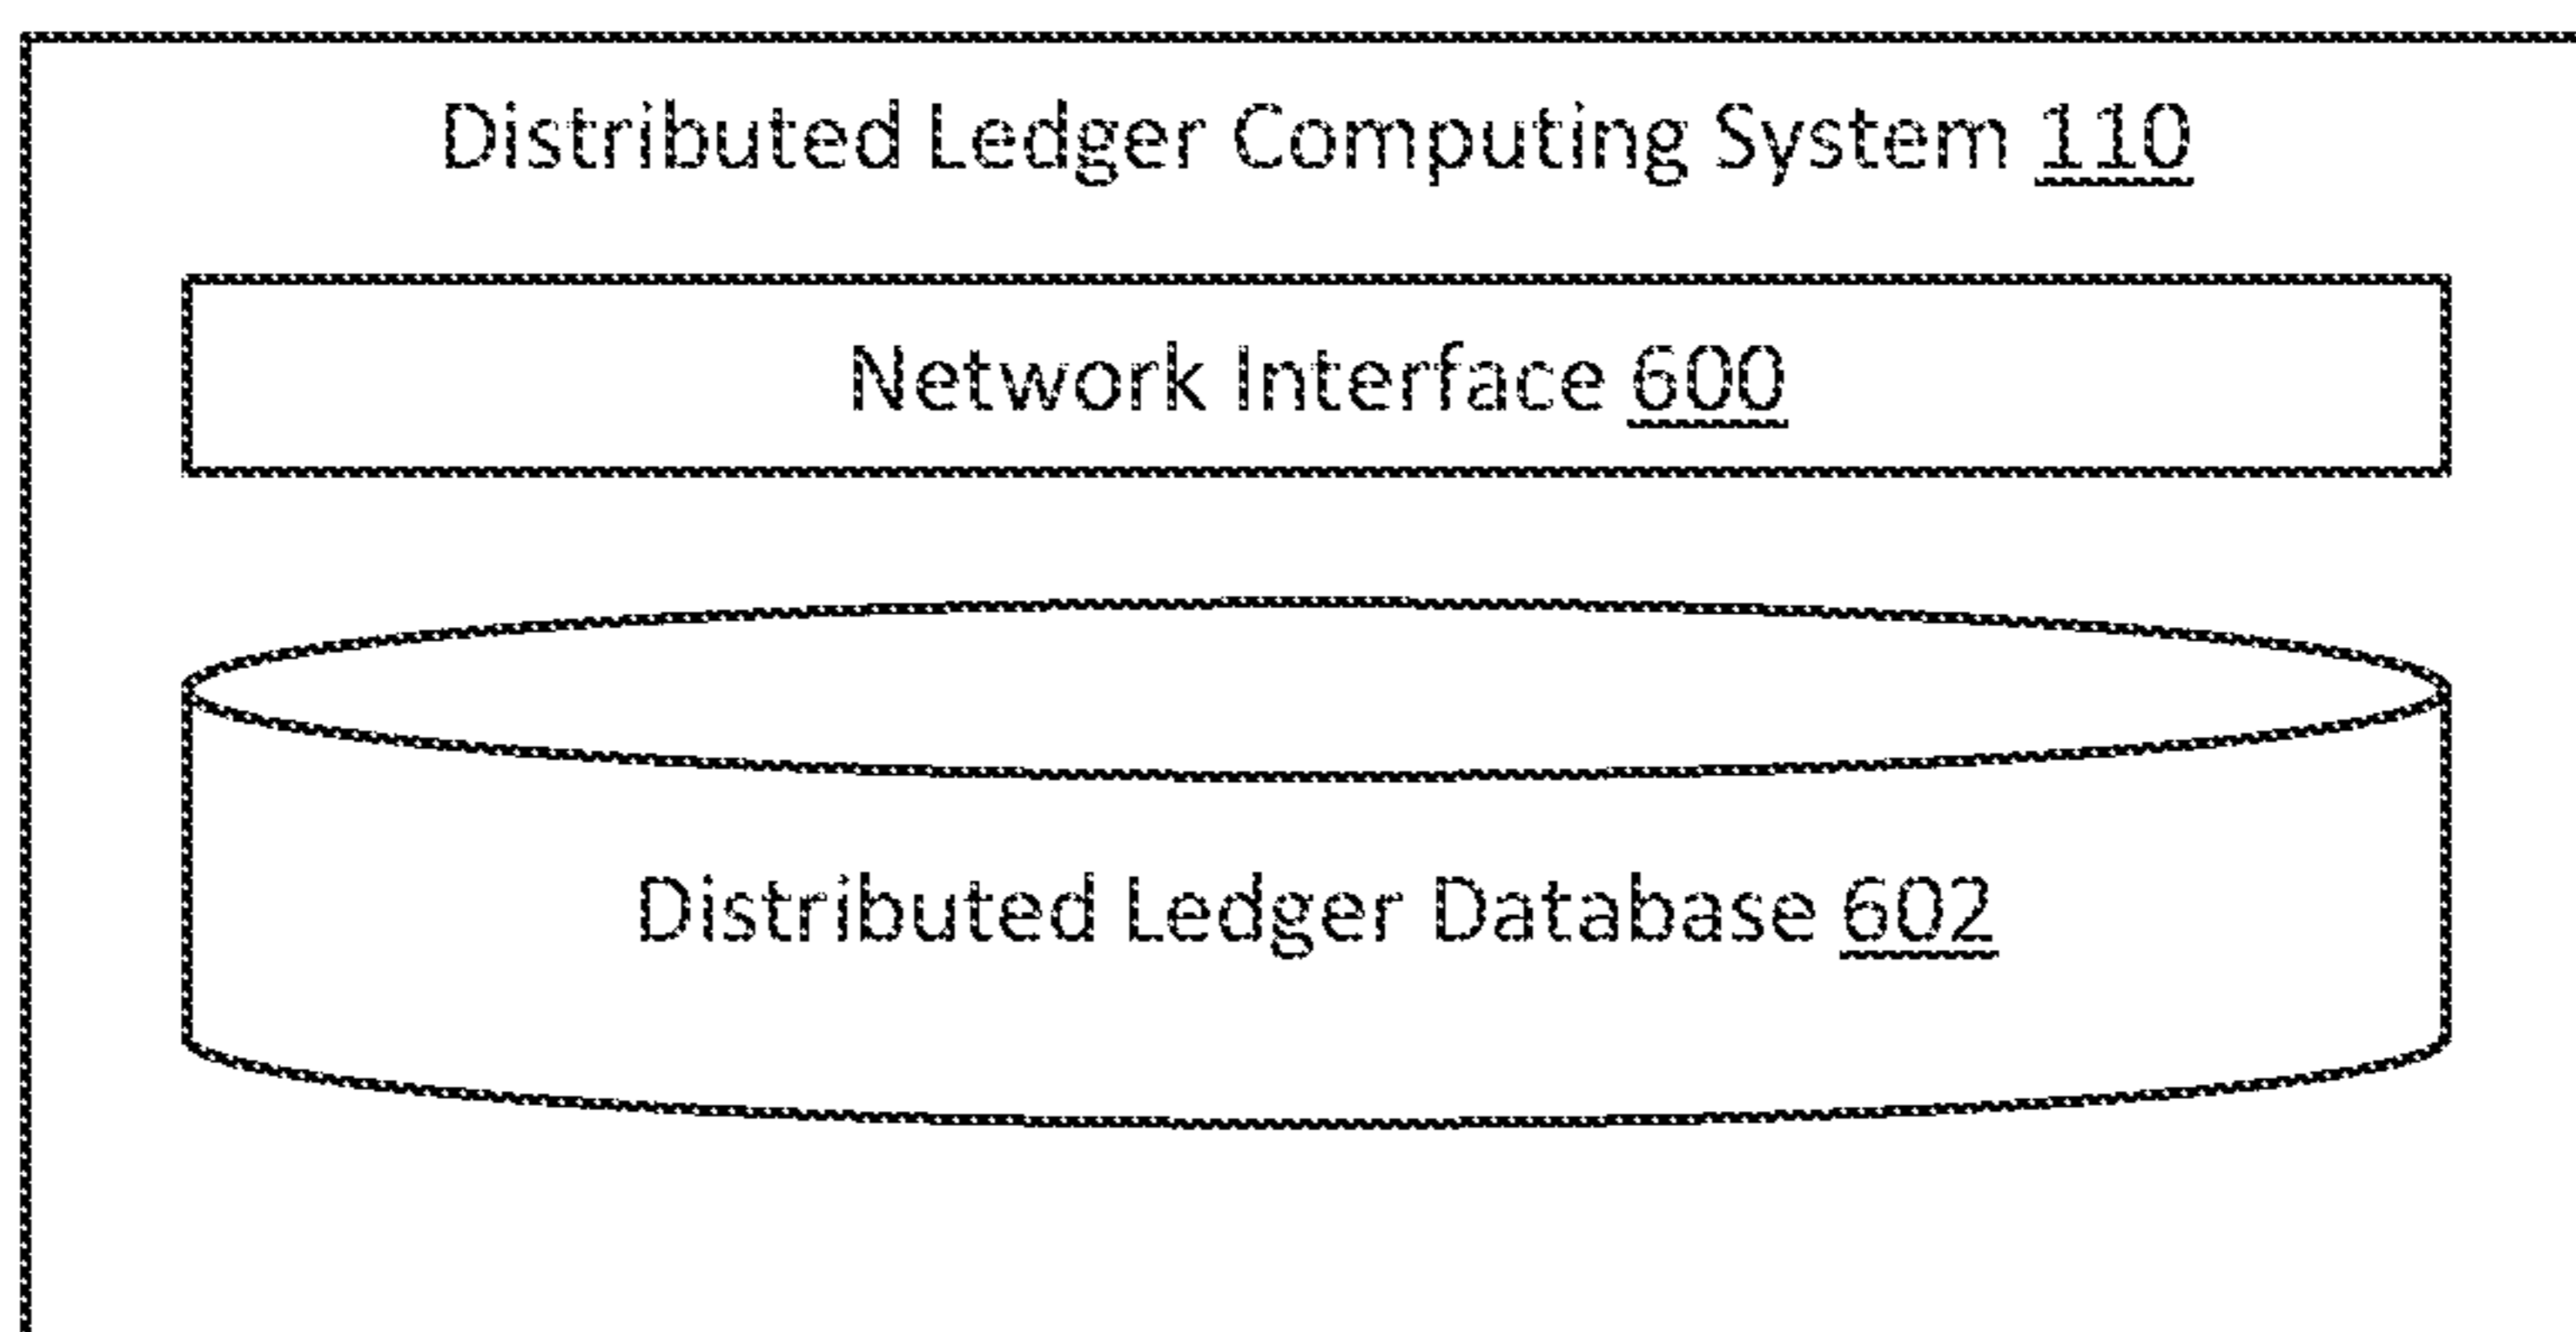 Distributed Ledger Computing System 110
Network Interface 600
Distributed Ledger Database 602